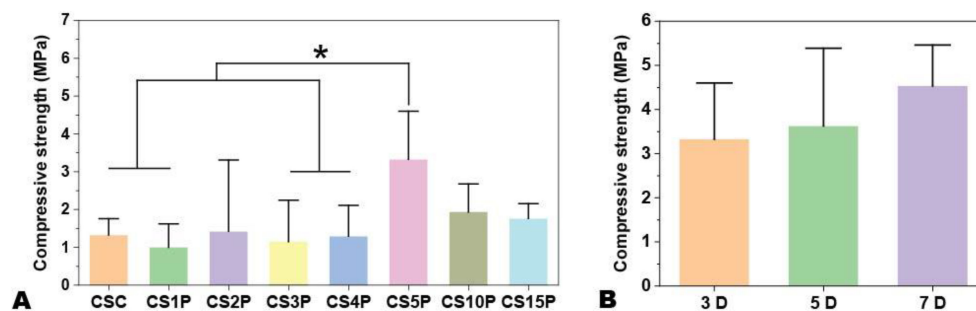 Compressive strength (MPa)
7
6
5
4
3
2
1
0
*
CSC CS1P CS2P CS3P CS4P CS5P CS10P CS15P
A
Compressive strength (MPa)
6
5
4
3
2
1
0
3 D 5 D 7 D
B